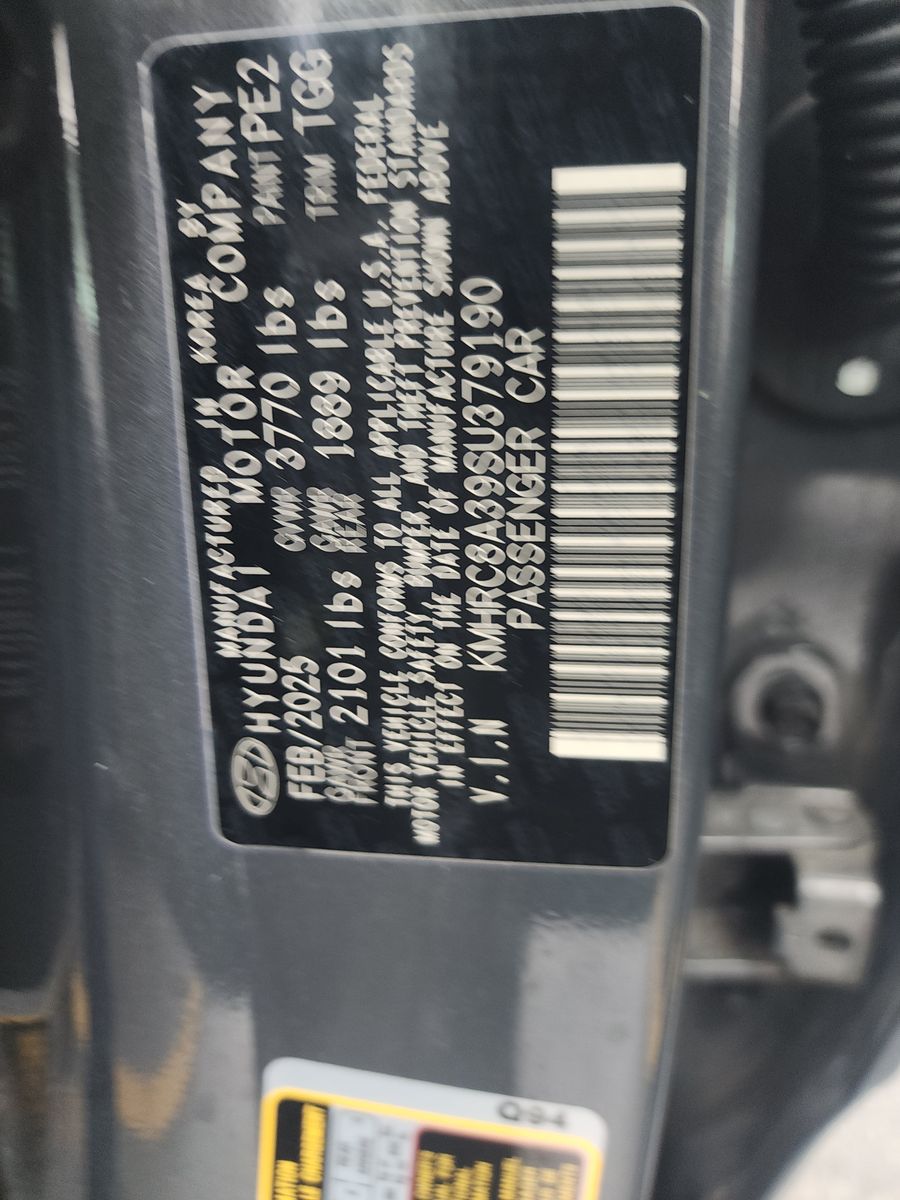 MANUFACTURED IN KOREA BY
HYUNDAI MOTOR COMPANY
FEB/2025 GVWR 3770 lbs PAINT PE2
GAWR FRONT 2101 lbs GAWR REAR 1889 lbs TRIM TGG
THIS VEHICLE CONFORMS TO ALL APPLICABLE U.S.A. FEDERAL
MOTOR VEHICLE SAFETY, BUMPER AND THEFT PREVENTION STANDARDS
IN EFFECT ON THE DATE OF MANUFACTURE SHOWN ABOVE
V.I.N KMHRC8A39SU379190
PASSENGER CAR
Q94